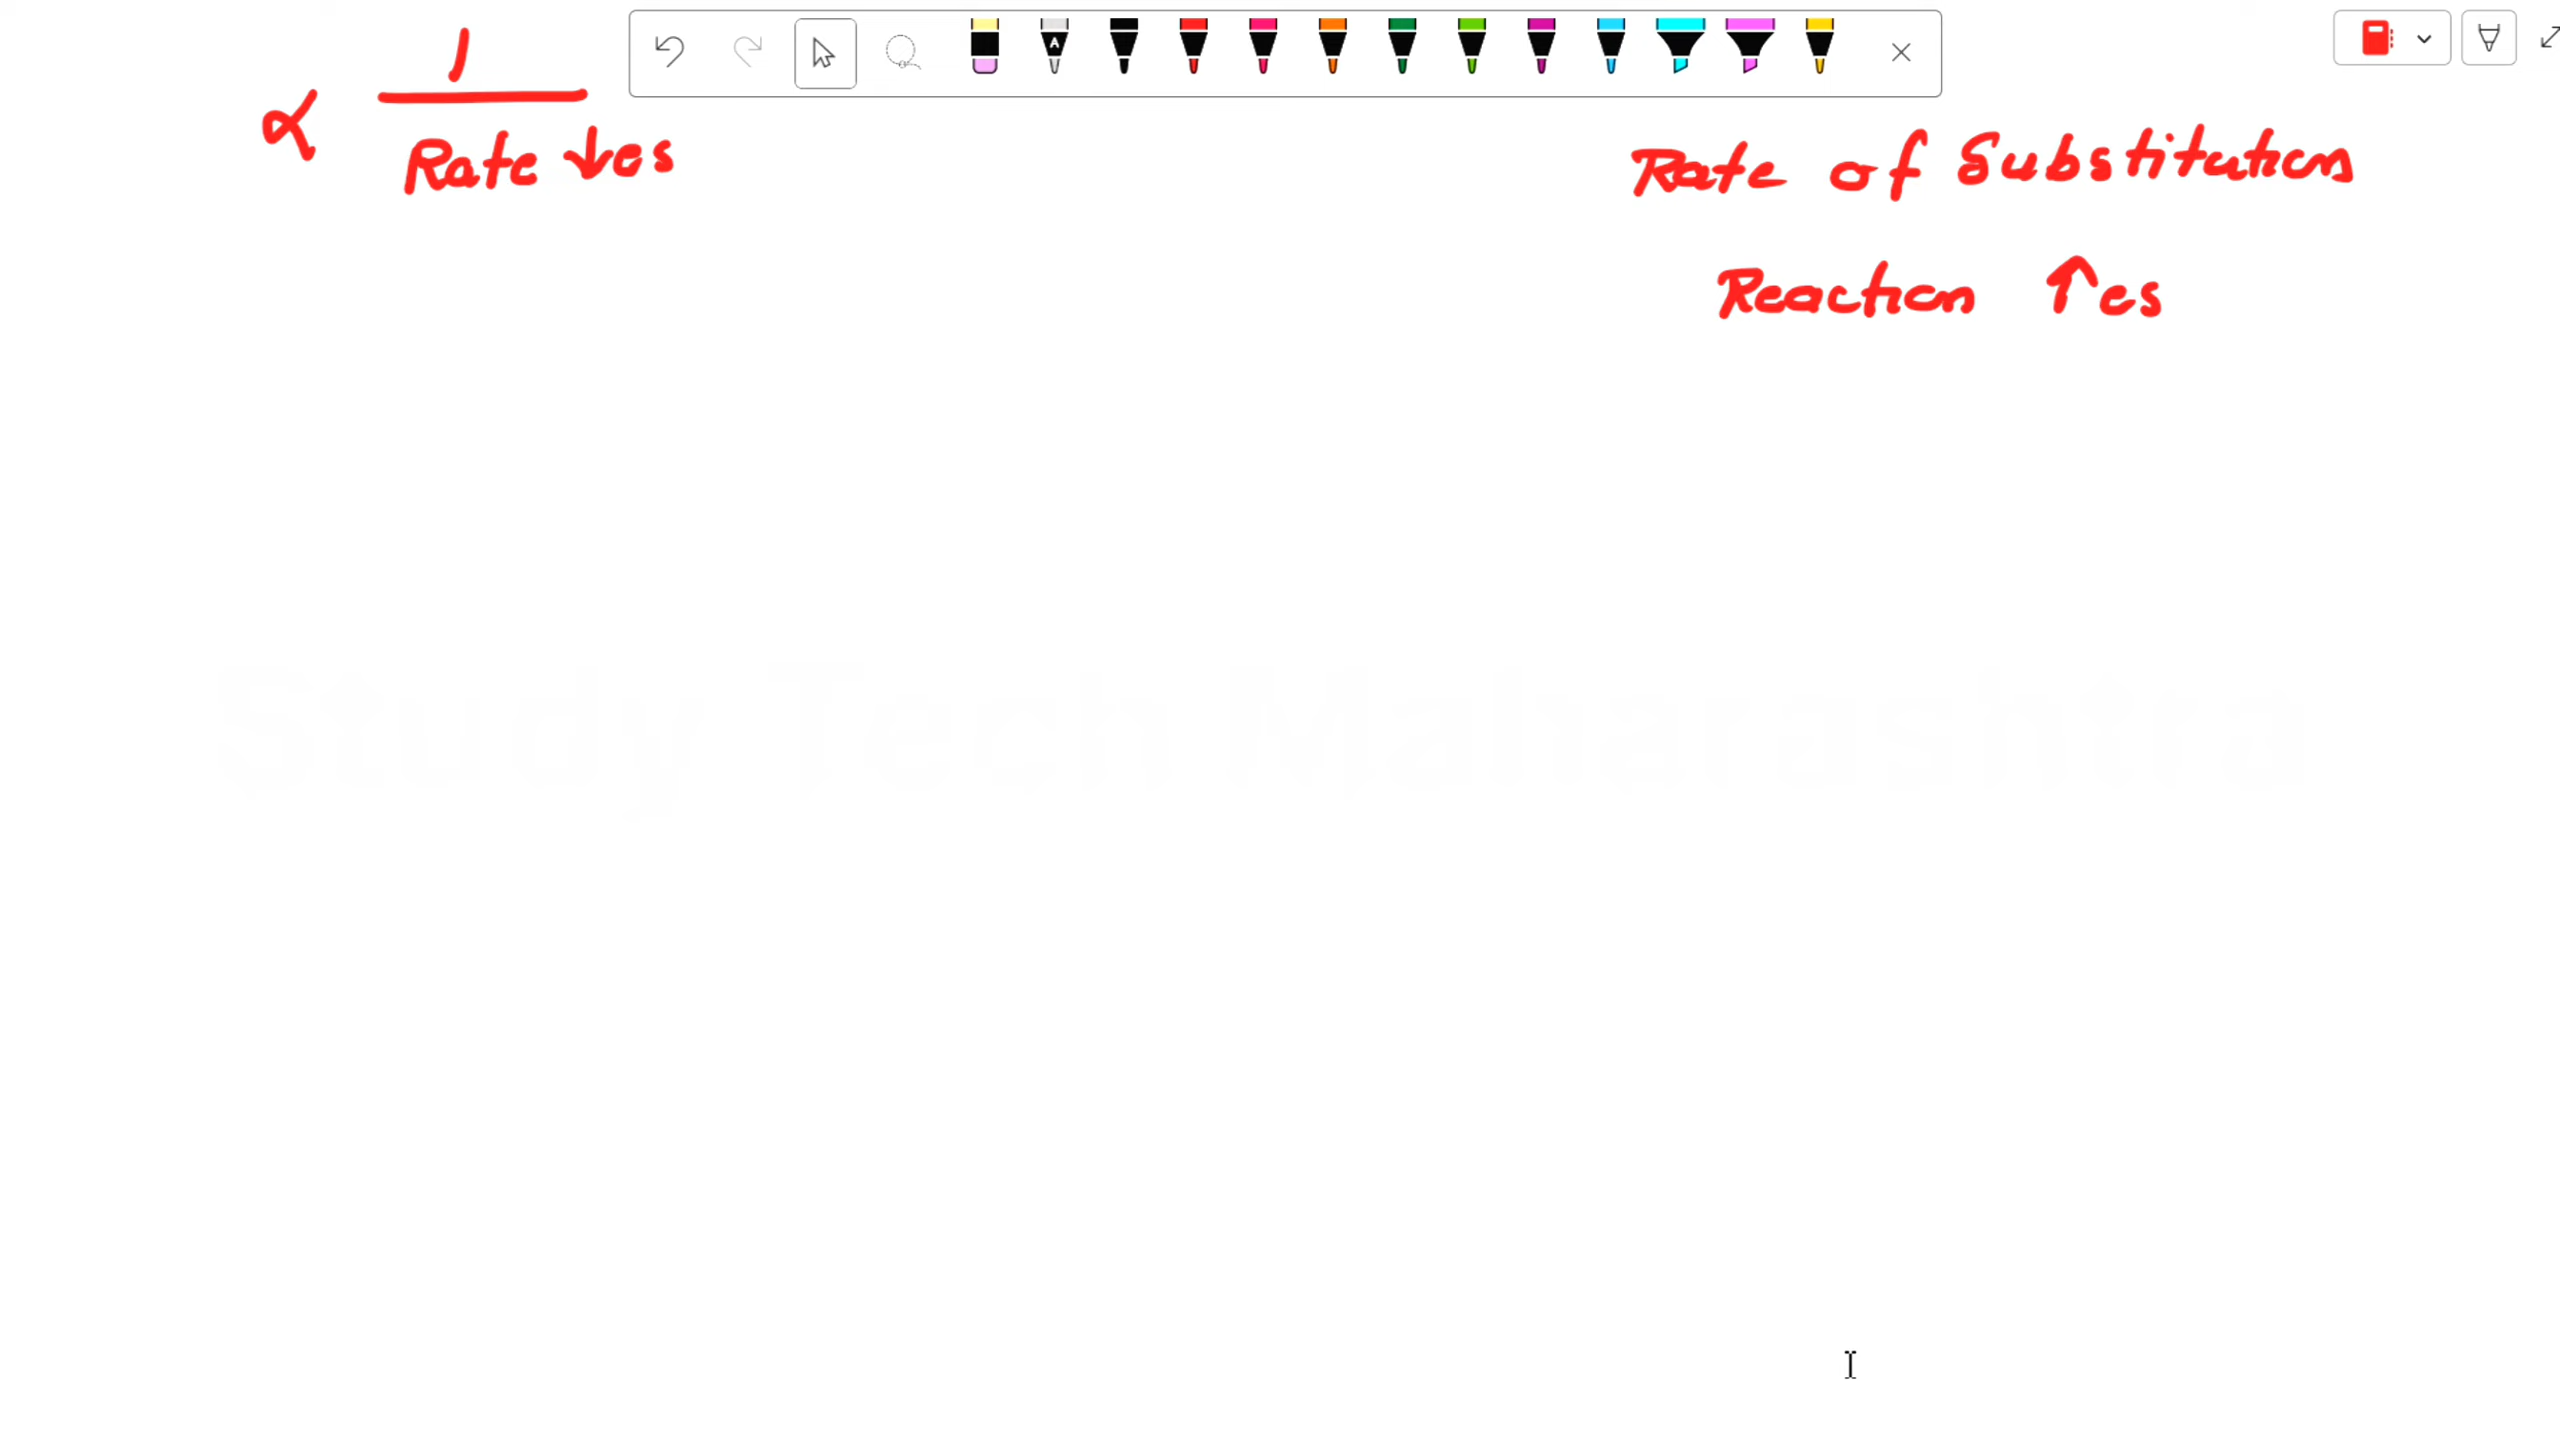 ∝ 1
Rate ↓es
Rate of Substitution
Reaction ↑es
Study Tech Maharashtra